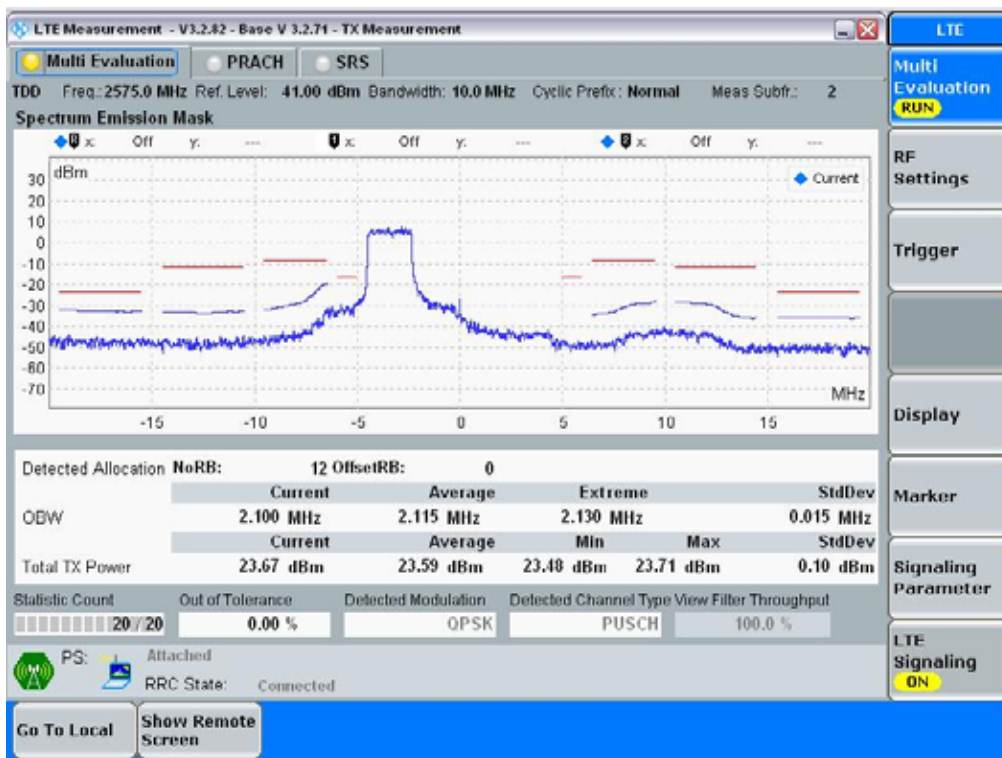 LTE Measurement - V3.2.82 - Base V 3.2.71 - TX Measurement
LTE
Multi Evaluation PRACH SRS
Multi Evaluation RUN
TDD Freq.: 2575.0 MHz Ref. Level: 41.00 dBm Bandwidth: 10.0 MHz Cyclic Prefix: Normal Meas Subfr.: 2
Spectrum Emission Mask
x: Off y: --- 1 x: Off y: --- 2 x: Off y: ---
dBm
Current
30
20
10
0
-10
-20
-30
-40
-50
-60
-70
MHz
-15 -10 -5 0 5 10 15
RF Settings
Trigger
Display
Marker
Signaling Parameter
LTE Signaling ON
Detected Allocation NoRB: 12 OffsetRB: 0
Current Average Extreme StdDev
OBW 2.100 MHz 2.115 MHz 2.130 MHz 0.015 MHz
Current Average Min Max StdDev
Total TX Power 23.67 dBm 23.59 dBm 23.48 dBm 23.71 dBm 0.10 dBm
Statistic Count Out of Tolerance Detected Modulation Detected Channel Type View Filter Throughput
20 / 20 0.00 % QPSK PUSCH 100.0 %
PS: Attached
RRC State: Connected
Go To Local Show Remote Screen